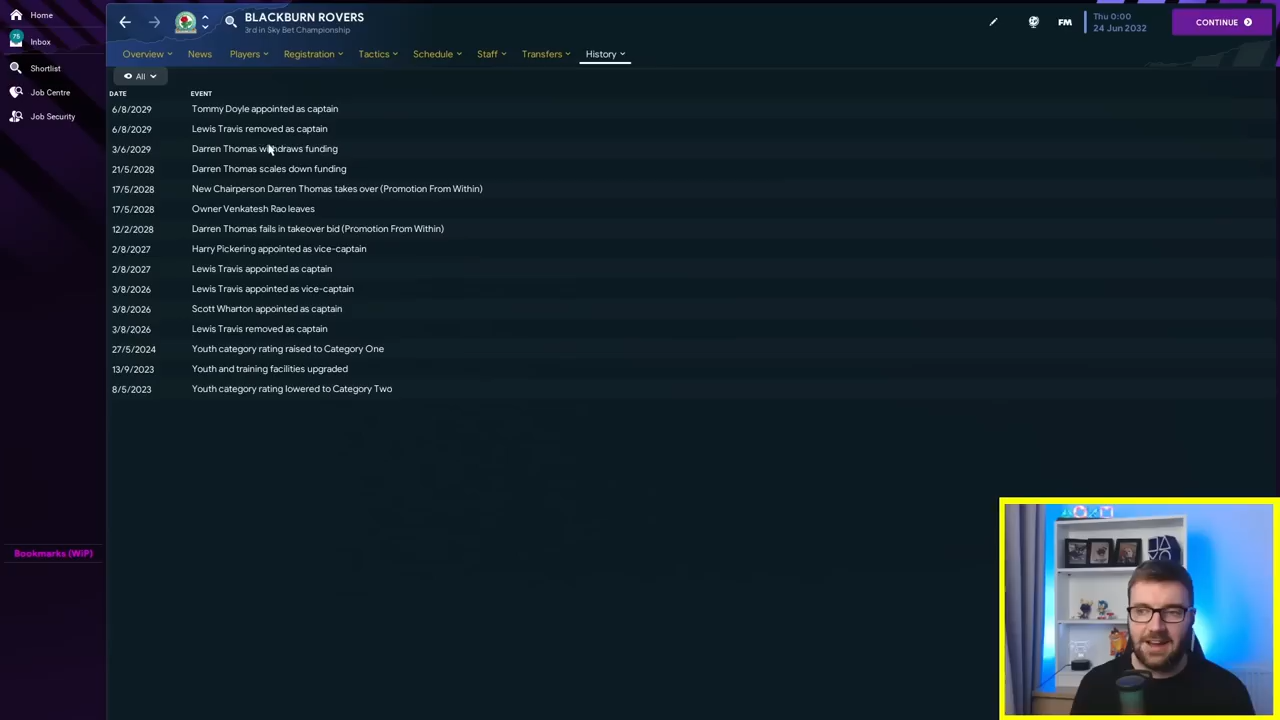 Home
BLACKBURN ROVERS
3rd in Sky Bet Championship
FM
Thu 0:00
24 Jun 2032
CONTINUE
75
Inbox
Shortlist
Job Centre
Job Security
Bookmarks (WiP)
Overview
News
Players
Registration
Tactics
Schedule
Staff
Transfers
History
All
DATE EVENT
6/8/2029 Tommy Doyle appointed as captain
6/8/2029 Lewis Travis removed as captain
3/6/2029 Darren Thomas withdraws funding
21/5/2028 Darren Thomas scales down funding
17/5/2028 New Chairperson Darren Thomas takes over (Promotion From Within)
17/5/2028 Owner Venkatesh Rao leaves
12/2/2028 Darren Thomas fails in takeover bid (Promotion From Within)
2/8/2027 Harry Pickering appointed as vice-captain
2/8/2027 Lewis Travis appointed as captain
3/8/2026 Lewis Travis appointed as vice-captain
3/8/2026 Scott Wharton appointed as captain
3/8/2026 Lewis Travis removed as captain
27/5/2024 Youth category rating raised to Category One
13/9/2023 Youth and training facilities upgraded
8/5/2023 Youth category rating lowered to Category Two